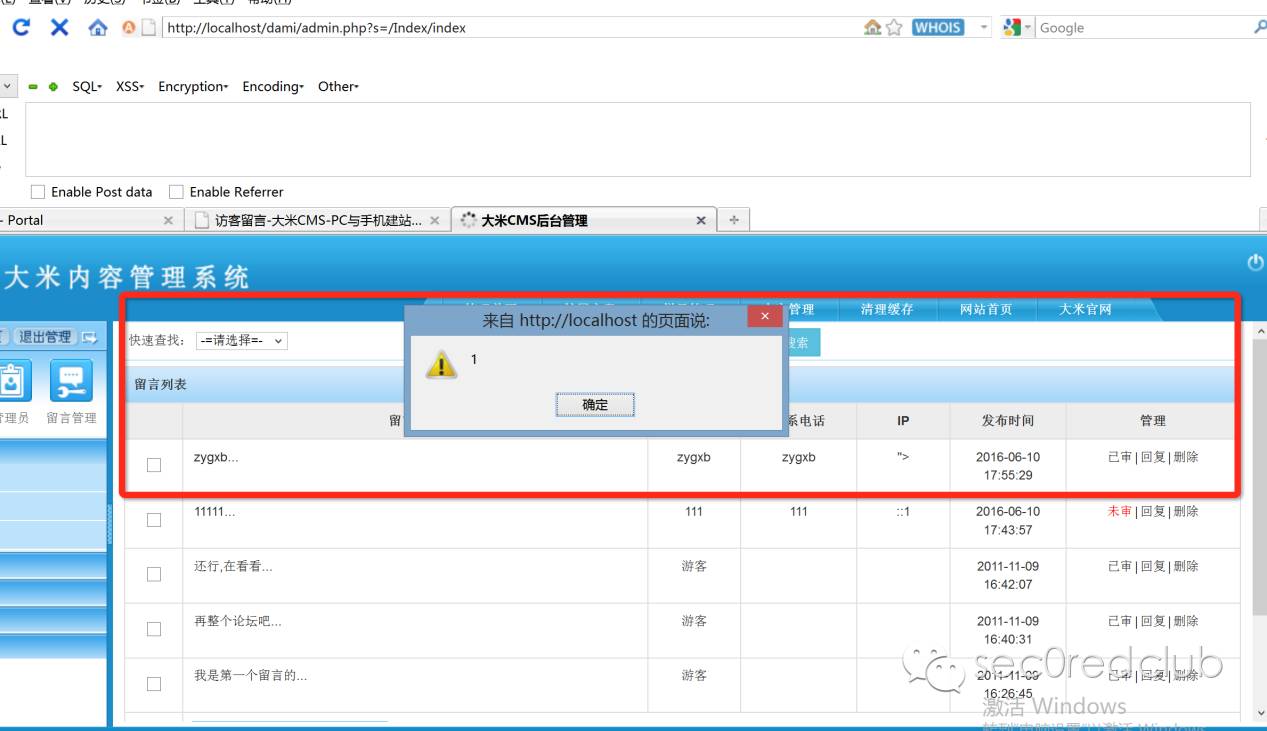 http://localhost/dami/admin.php?s=/Index/index
WHOIS
Google
SQL
XSS
Encryption
Encoding
Other
Enable Post data
Enable Referrer
- Portal
访客留言-大米CMS-PC与手机建站...
大米CMS后台管理
大米内容管理系统
管理
清理缓存
网站首页
大米官网
退出管理
快速查找：
-=请选择=-
搜索
来自 http://localhost 的页面说:
1
确定
管理员
留言管理
留言列表
留
系电话
IP
发布时间
管理
zygxb...
zygxb
zygxb
">
2016-06-10
17:55:29
已审|回复|删除
11111...
111
111
::1
2016-06-10
17:43:57
未审|回复|删除
还行,在看看...
游客
2011-11-09
16:42:07
已审|回复|删除
再整个论坛吧...
游客
2011-11-09
16:40:31
已审|回复|删除
我是第一个留言的...
游客
2011-11-09
16:26:45
已审|回复|删除
sec0redclub
激活 Windows